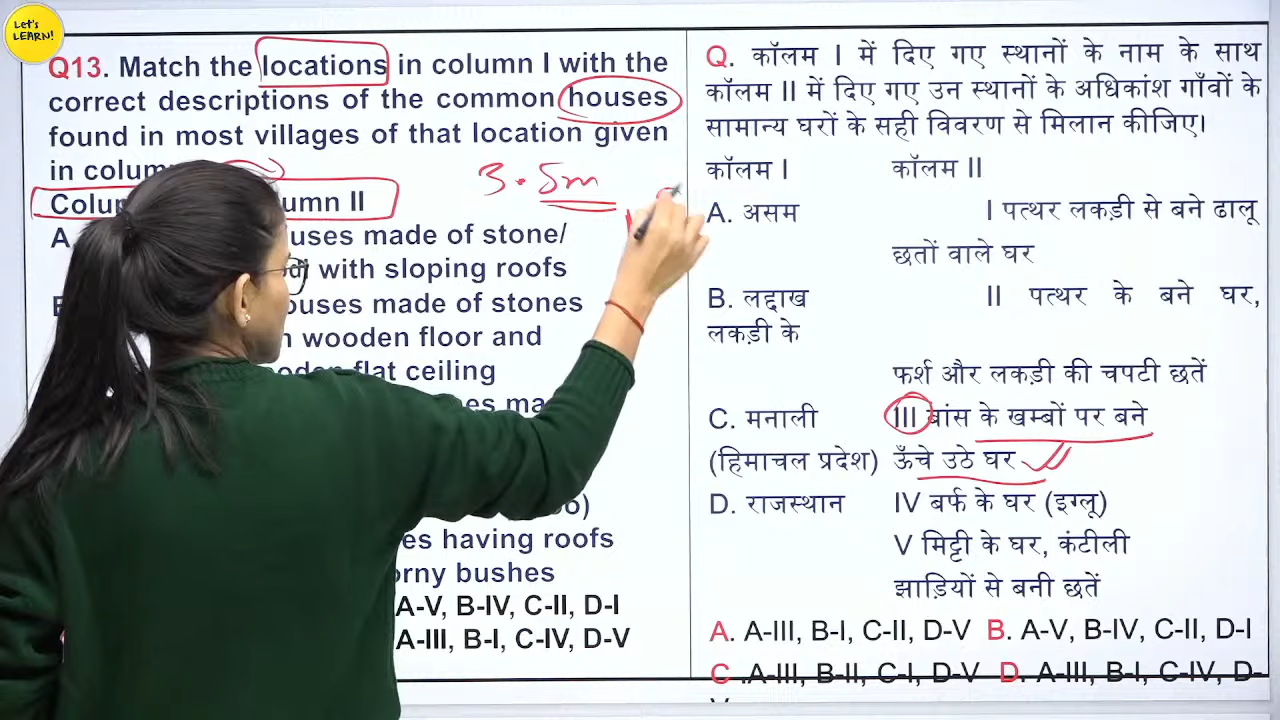 Let's
LEARN!
Q13. Match the locations in column I with the
correct descriptions of the common houses
found in most villages of that location given
in colum
Colu umn II
A uses made of stone/
with sloping roofs
ouses made of stones
wooden floor and
flat ceiling
es having roofs
orny bushes
A-V, B-IV, C-II, D-I
A-III, B-I, C-IV, D-V
3.5m
Q. कॉलम I में दिए गए स्थानों के नाम के साथ
कॉलम II में दिए गए उन स्थानों के अधिकांश गाँवों के
सामान्य घरों के सही विवरण से मिलान कीजिए।
कॉलम I कॉलम II
A. असम I पत्थर लकड़ी से बने ढालू
छतों वाले घर
B. लद्दाख II पत्थर के बने घर,
लकड़ी के
फर्श और लकड़ी की चपटी छतें
C. मनाली III बांस के खम्बों पर बने
(हिमाचल प्रदेश) ऊँचे उठे घर
D. राजस्थान IV बर्फ के घर (इग्लू)
V मिट्टी के घर, कंटीली
झाड़ियों से बनी छतें
A. A-III, B-I, C-II, D-V B. A-V, B-IV, C-II, D-I
C .A-III, B-II, C-I, D-V D. A-III, B-I, C-IV, D-